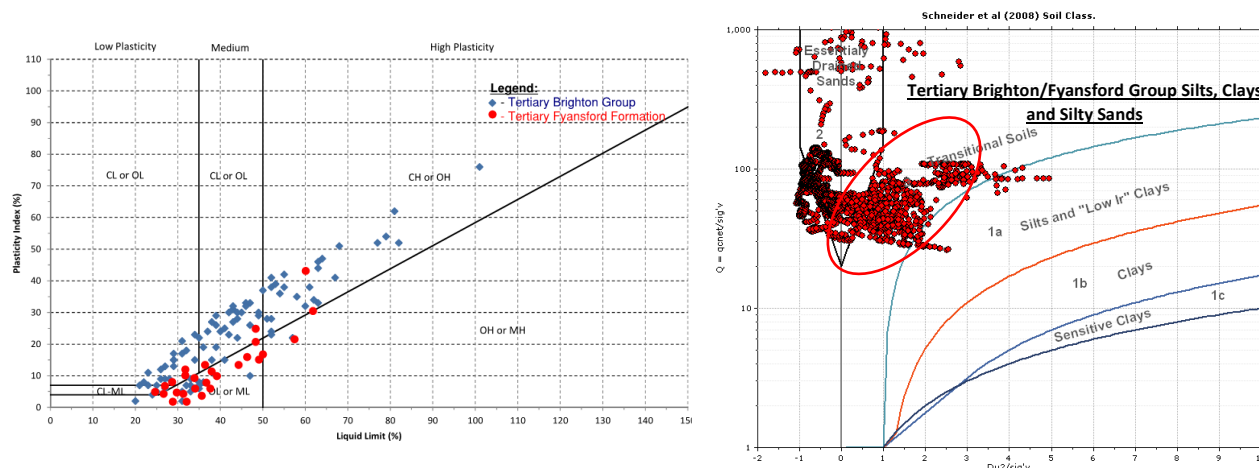 Low Plasticity
Medium
High Plasticity
110
100
90
80
70
60
50
40
30
20
10
0
Plasticity Index (%)
Legend:
- Tertiary Brighton Group
- Tertiary Fyansford Formation
CL or OL
CL or OL
CH or OH
OH or MH
CL-ML
OL or ML
0 10 20 30 40 50 60 70 80 90 100 110 120 130 140 150
Liquid Limit (%)
Schneider et al (2008) Soil Class.
1,000
100
10
1
Q = qcnet/sig'v
Essentialy
Drained
Sands
Tertiary Brighton/Fyansford Group Silts, Clays
and Silty Sands
2
Transitional Soils
1a Silts and "Low Ir" Clays
1b Clays
1c
Sensitive Clays
-2 -1 0 1 2 3 4 5 6 7 8 9
Du2/sig'v